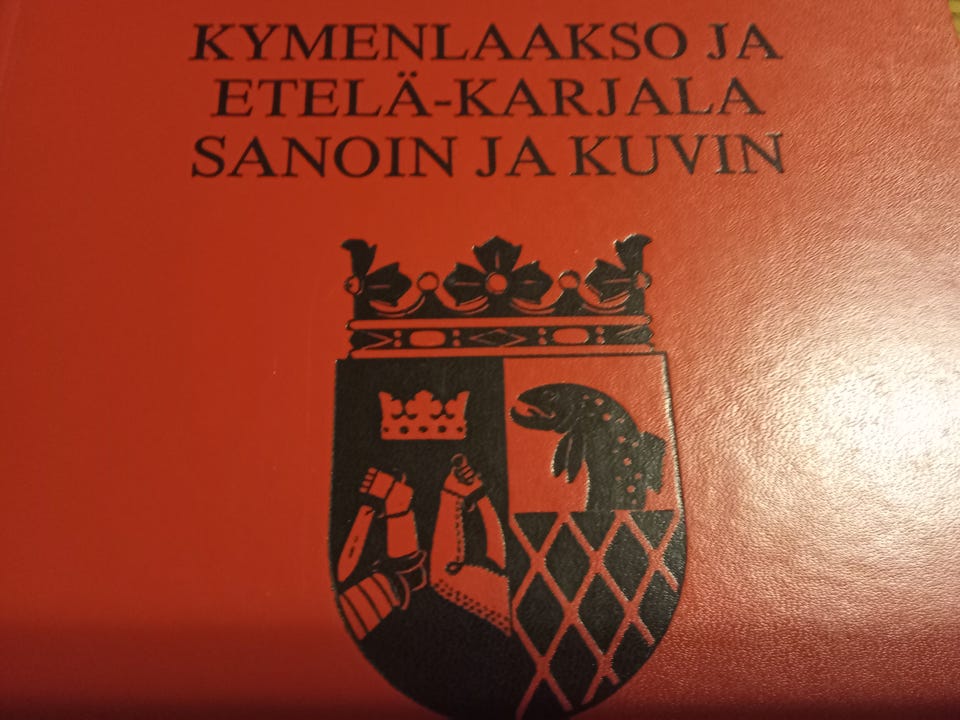 KYMENLAAKSO JA
ETELÄ-KARJALA
SANOIN JA KUVIN